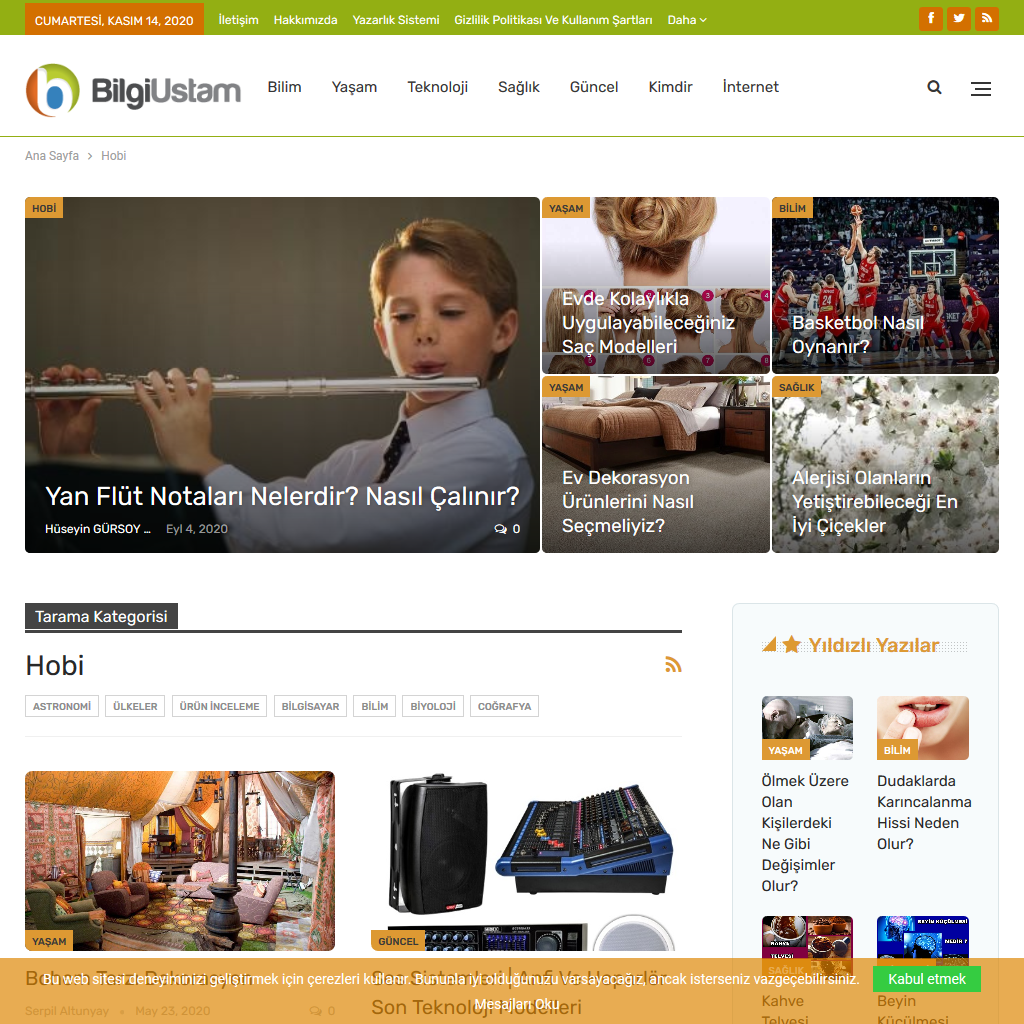 CUMARTESİ, KASIM 14, 2020
İletişim
Hakkımızda
Yazarlık Sistemi
Gizlilik Politikası Ve Kullanım Şartları
Daha
BilgiUstam
Bilim
Yaşam
Teknoloji
Sağlık
Güncel
Kimdir
İnternet
Ana Sayfa > Hobi
HOBİ
Yan Flüt Notaları Nelerdir? Nasıl Çalınır?
Hüseyin GÜRSOY ...
Eyl 4, 2020
0
YAŞAM
Evde Kolaylıkla
Uygulayabileceğiniz
Saç Modelleri
BİLİM
Basketbol Nasıl
Oynanır?
YAŞAM
Ev Dekorasyon
Ürünlerini Nasıl
Seçmeliyiz?
SAĞLIK
Alerjisi Olanların
Yetiştirebileceği En
İyi Çiçekler
Tarama Kategorisi
Hobi
ASTRONOMİ
ÜLKELER
ÜRÜN İNCELEME
BİLGİSAYAR
BİLİM
BİYOLOJİ
COĞRAFYA
YAŞAM
GÜNCEL
Son Teknoloji Modelleri
Serpil Altunyay
May 23, 2020
0
Yıldızlı Yazılar
YAŞAM
Ölmek Üzere
Olan
Kişilerdeki
Ne Gibi
Değişimler
Olur?
BİLİM
Dudaklarda
Karıncalanma
Hissi Neden
Olur?
KAHVE
TELVESİ
SAĞLIK
Kahve
Telvesi
BEYİN KÜÇÜLMESİ
NEDİR ?
Beyin
Küçülmesi
Bu web sitesi deneyiminizi geliştirmek için çerezleri kullanır. Bununla iyi olduğunuzu varsayacağız, ancak isterseniz vazgeçebilirsiniz.
Kabul etmek
Mesajları Oku